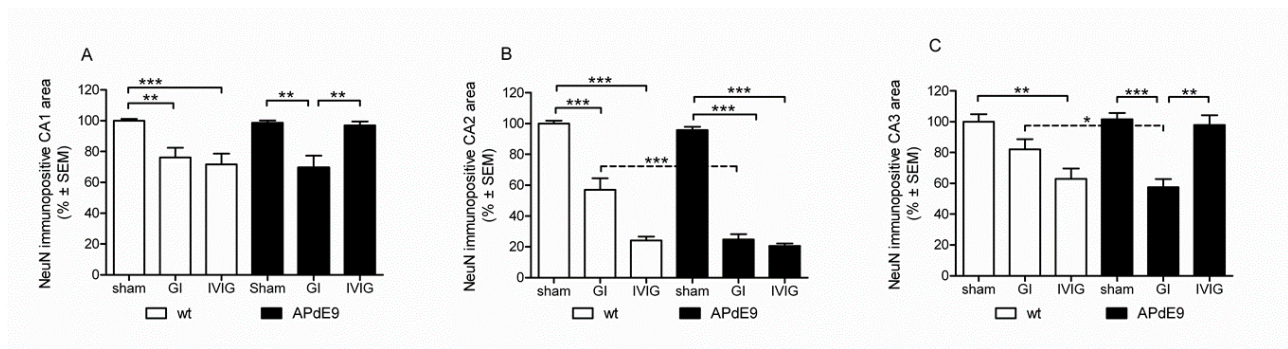 A
NeuN immunopositive CA1 area
(% ± SEM)
120
100
80
60
40
20
0
***
**
**
**
sham
GI
IVIG
Sham
GI
IVIG
wt
APdE9
B
NeuN immunopositive CA2 area
(% ± SEM)
120
100
80
60
40
20
0
***
***
***
***
***
sham
GI
IVIG
sham
GI
IVIG
wt
APdE9
C
NeuN immunopositive CA3 area
(% ± SEM)
120
100
80
60
40
20
0
**
***
**
*
sham
GI
IVIG
sham
GI
IVIG
wt
APdE9